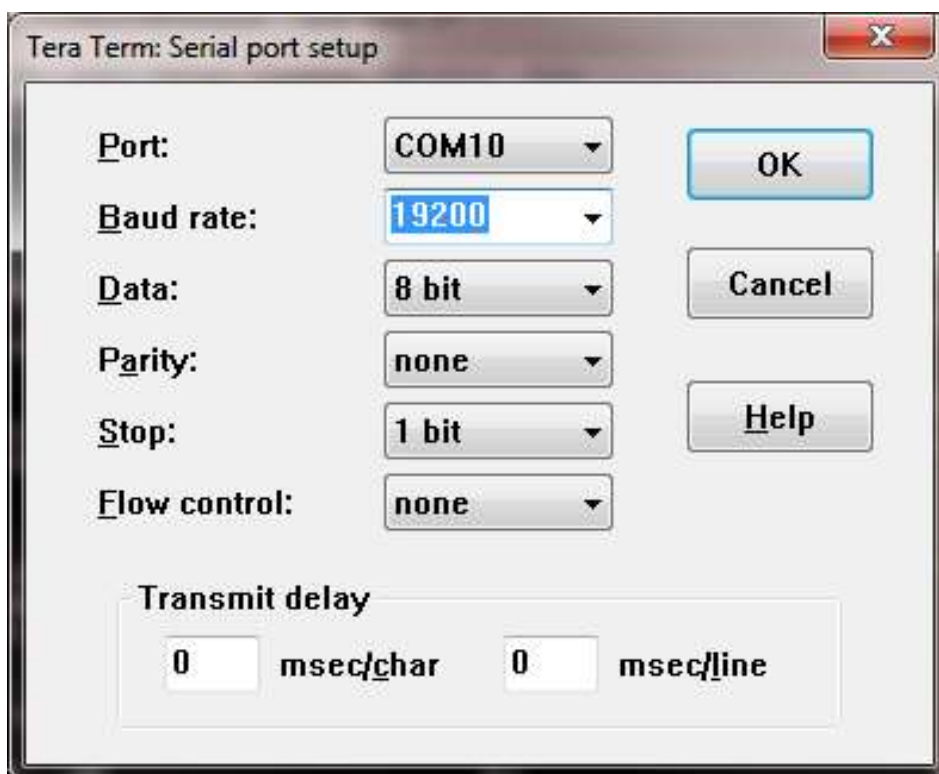 Tera Term: Serial port setup
Port: COM10 OK
Baud rate: 19200
Data: 8 bit Cancel
Parity: none
Stop: 1 bit Help
Flow control: none
Transmit delay
0 msec/char 0 msec/line